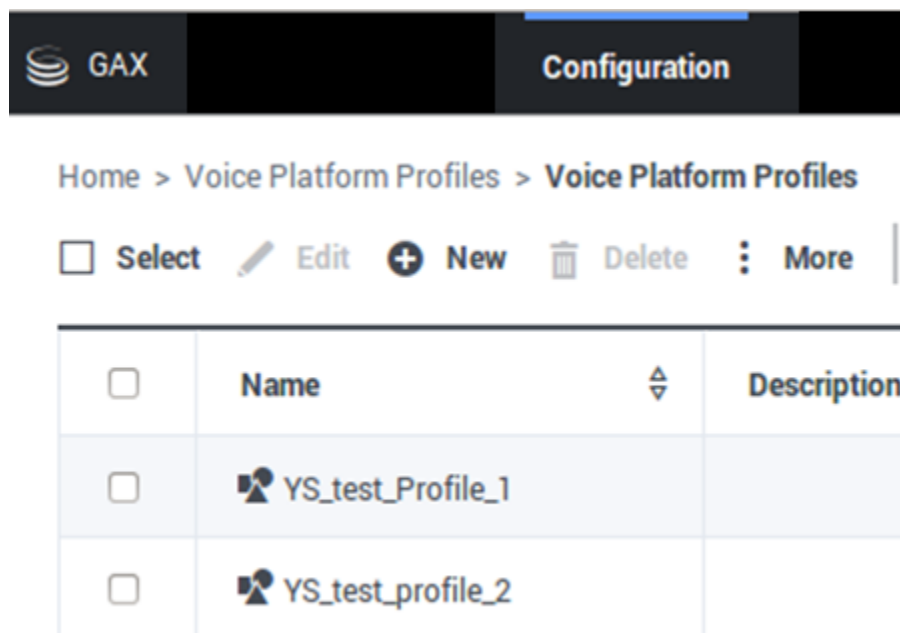 GAX Configuration
Home > Voice Platform Profiles > Voice Platform Profiles
Select Edit New Delete More
Name Description
YS_test_Profile_1
YS_test_profile_2